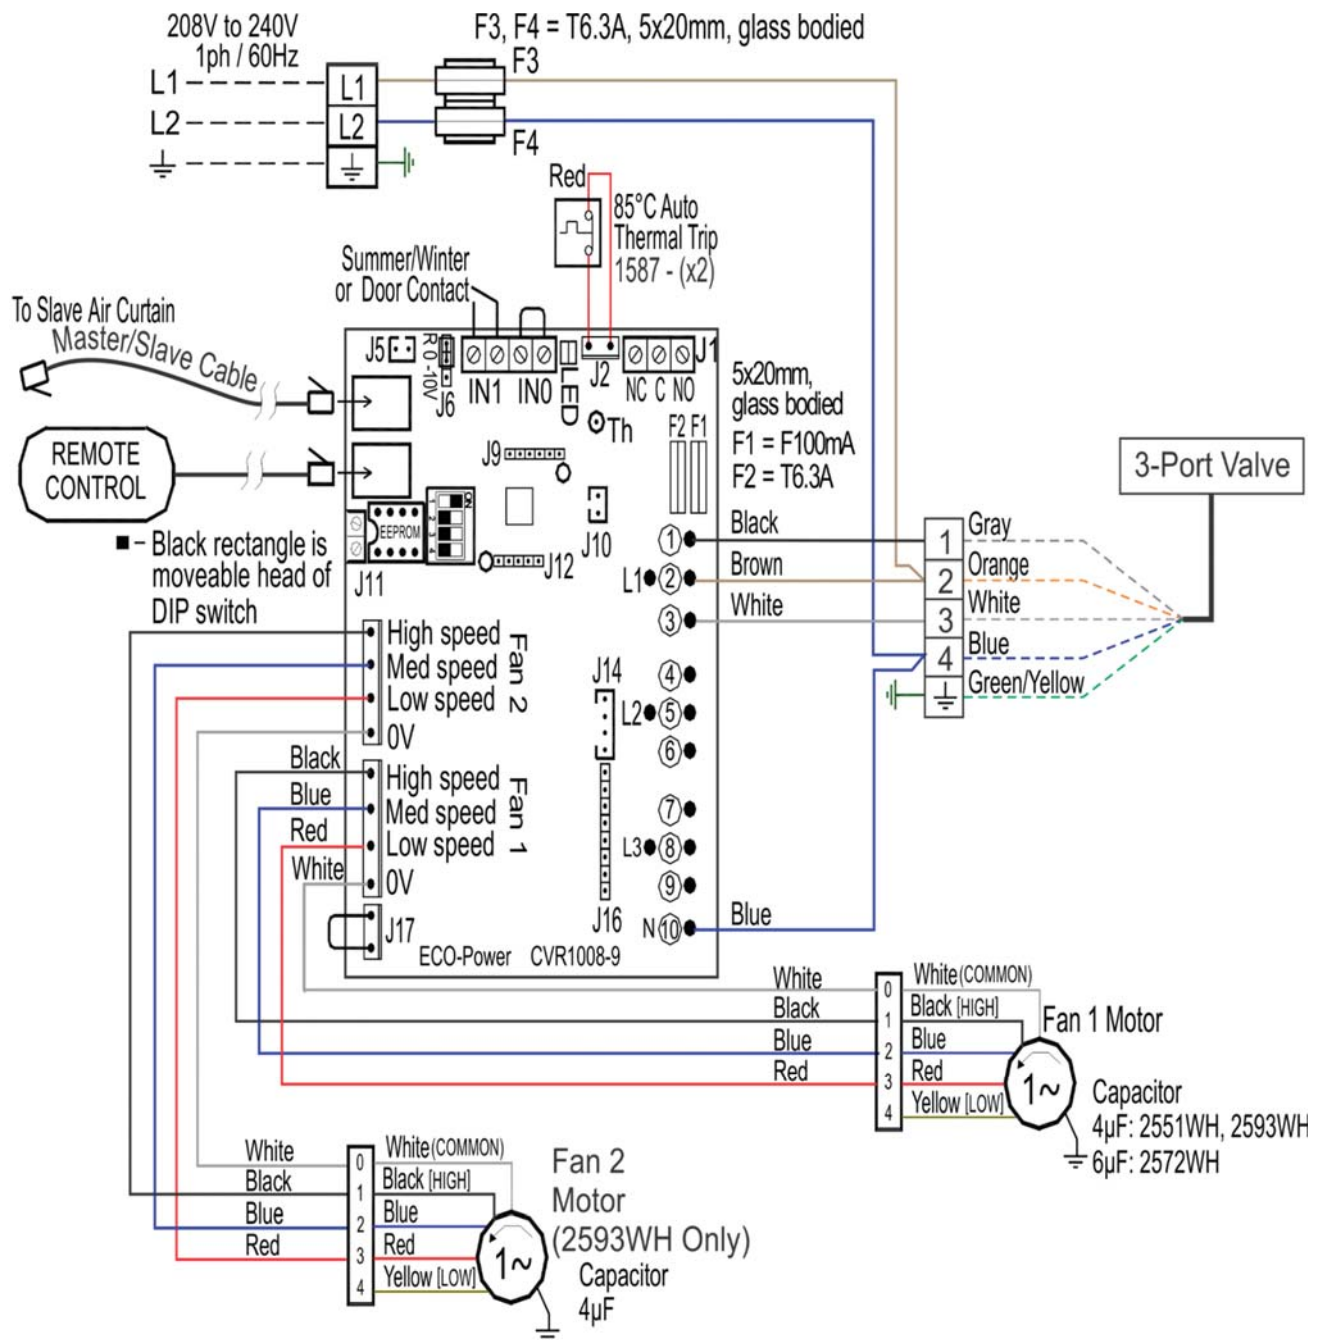 208V to 240V
1ph / 60Hz
F3, F4 = T6.3A, 5x20mm, glass bodied
L1
L1
F3
L2
L2
F4
Red
85°C Auto
Thermal Trip
1587 - (x2)
Summer/Winter
or Door Contact
To Slave Air Curtain
Master/Slave Cable
REMOTE
CONTROL
■ – Black rectangle is
moveable head of
DIP switch
J5
R 0 -10V
J6
IN1
IN0
LED
J2
NC C NO
J1
Th
F2 F1
J9
EEPROM
ON
1
2
3
4
J10
J12
J11
5x20mm,
glass bodied
F1 = F100mA
F2 = T6.3A
3-Port Valve
1
Black
L1
2
Brown
3
White
4
L2
5
6
7
L3
8
9
N
10
Blue
1
Gray
2
Orange
3
White
4
Blue
Green/Yellow
High speed
Med speed
Low speed
0V
Fan 2
Black
High speed
Blue
Med speed
Red
Low speed
White
0V
Fan 1
J14
J16
J17
ECO-Power CVR1008-9
White
0
White (COMMON)
Black
1
Black [HIGH]
Blue
2
Blue
Red
3
Red
4
Yellow [LOW]
Fan 1 Motor
1~
Capacitor
4µF: 2551WH, 2593WH
6µF: 2572WH
White
0
White (COMMON)
Black
1
Black [HIGH]
Blue
2
Blue
Red
3
Red
4
Yellow [LOW]
1~
Fan 2
Motor
(2593WH Only)
Capacitor
4µF